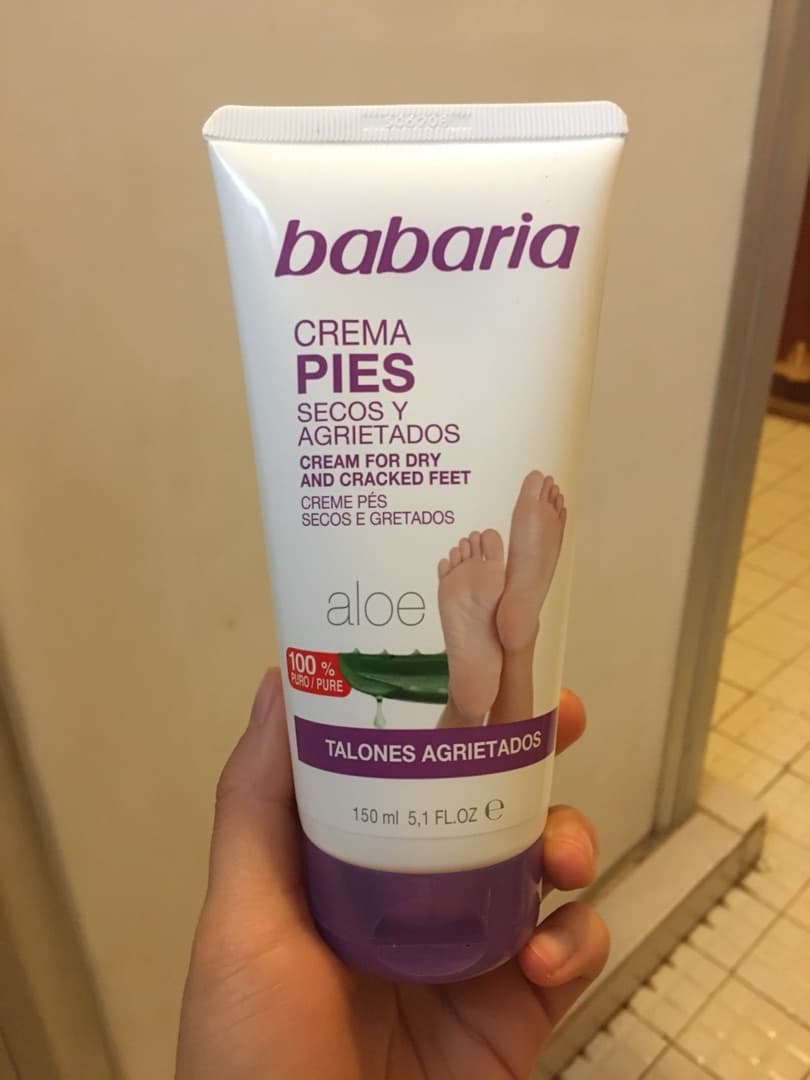 babaria
CREMA
PIES
SECOS Y
AGRIETADOS
CREAM FOR DRY
AND CRACKED FEET
CREME PÉS
SECOS E GRETADOS
aloe
100 %
PURO / PURE
TALONES AGRIETADOS
150 ml 5,1 FL.OZ ℮